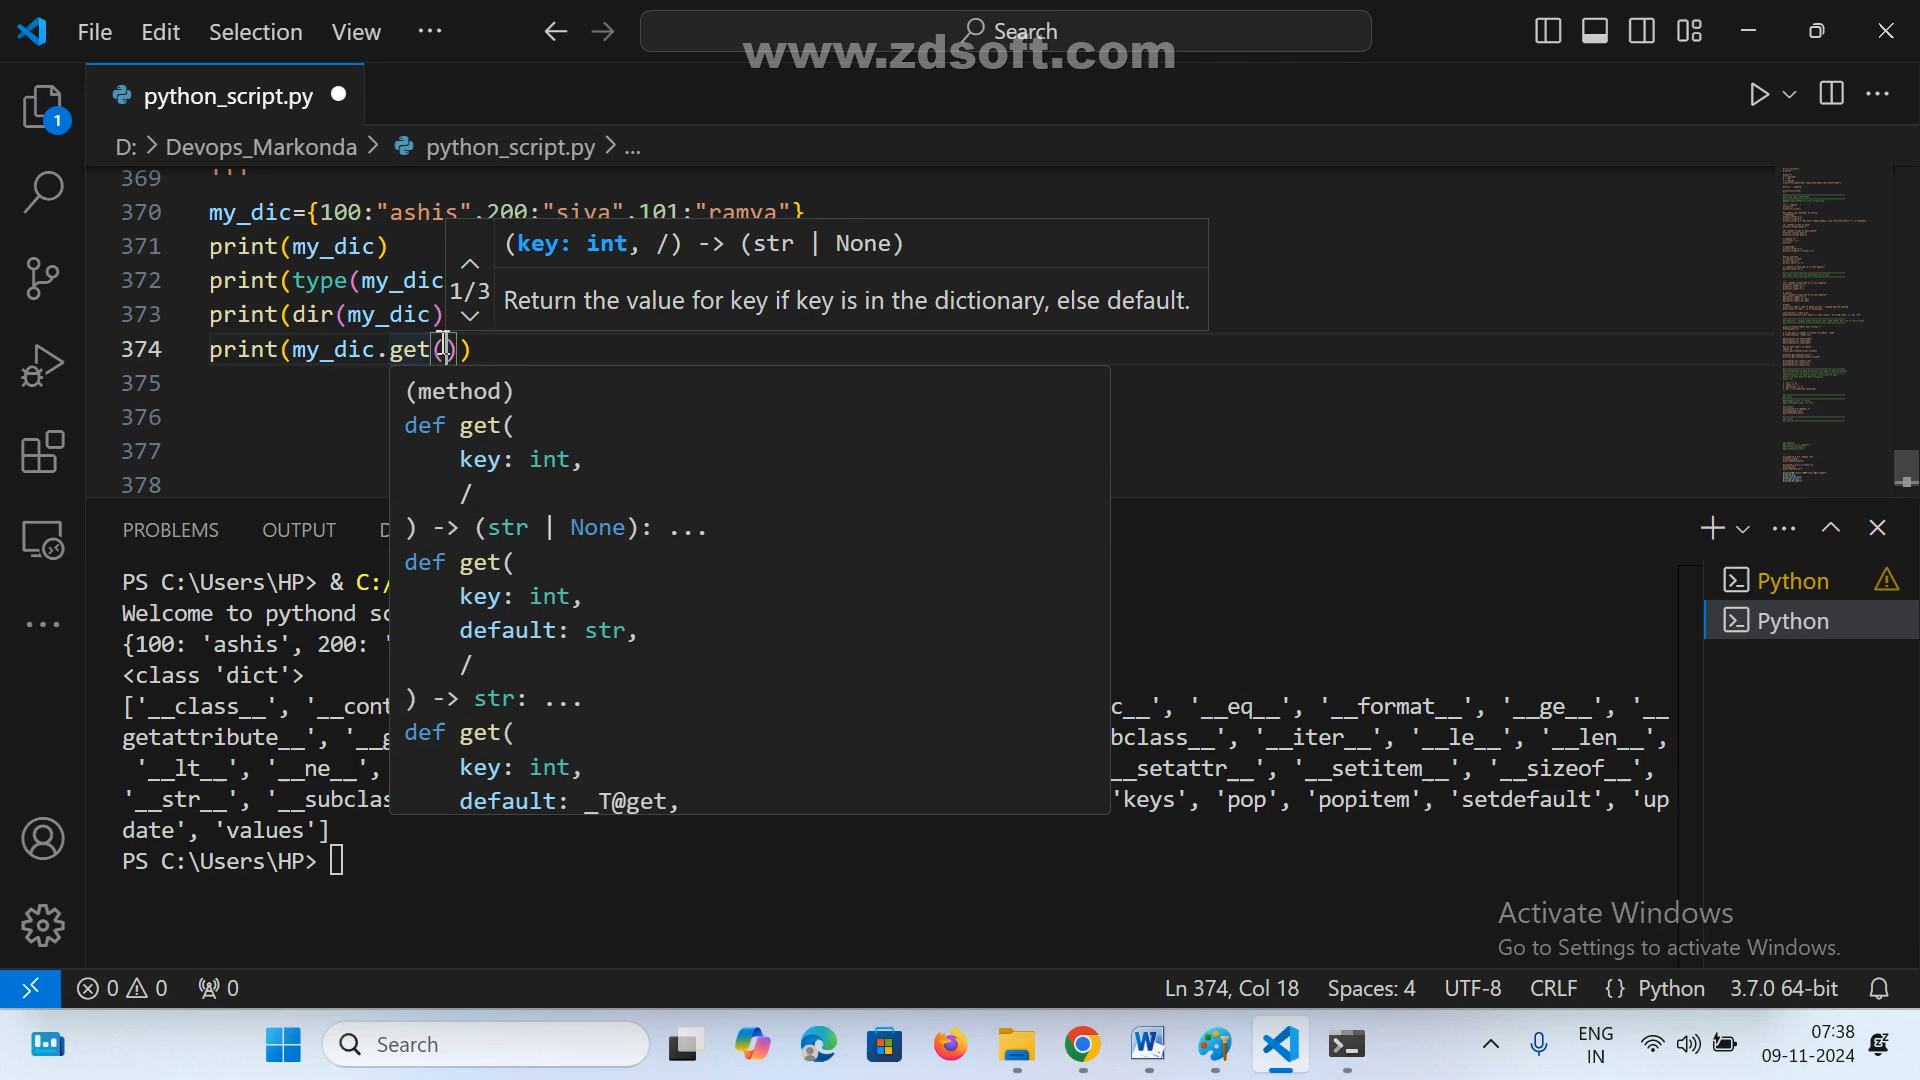 File Edit Selection View ...
Search
www.zdsoft.com
python_script.py
1
D: > Devops_Markonda > python_script.py > ...
369 '''
370 my_dic={100:"ashis",200:"siva",101:"ramya"}
371 print(my_dic)
372 print(type(my_dic
373 print(dir(my_dic)
374 print(my_dic.get())
375
376
377
378
1/3
(key: int, /) -> (str | None)
Return the value for key if key is in the dictionary, else default.
(method)
def get(
key: int,
/
) -> (str | None): ...
def get(
key: int,
default: str,
/
) -> str: ...
def get(
key: int,
default: _T@get,
PROBLEMS OUTPUT D
PS C:\Users\HP> & C:/
Welcome to pythond sc
{100: 'ashis', 200: '
<class 'dict'>
['__class__', '__cont c__', '__eq__', '__format__', '__ge__', '__
getattribute__', '__g bclass__', '__iter__', '__le__', '__len__',
'__lt__', '__ne__', __setattr__', '__setitem__', '__sizeof__',
'__str__', '__subclas 'keys', 'pop', 'popitem', 'setdefault', 'up
date', 'values']
PS C:\Users\HP>
Python
Python
Activate Windows
Go to Settings to activate Windows.
0 0 0
Ln 374, Col 18 Spaces: 4 UTF-8 CRLF {} Python 3.7.0 64-bit
Search
ENG
IN
07:38
09-11-2024